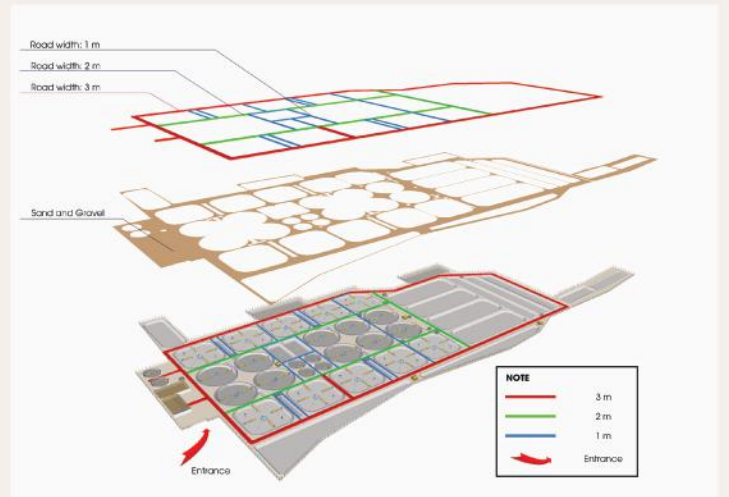 Road width: 1 m
Road width: 2 m
Road width: 3 m
Sand and Gravel
NOTE
3 m
2 m
1 m
Entrance
Entrance